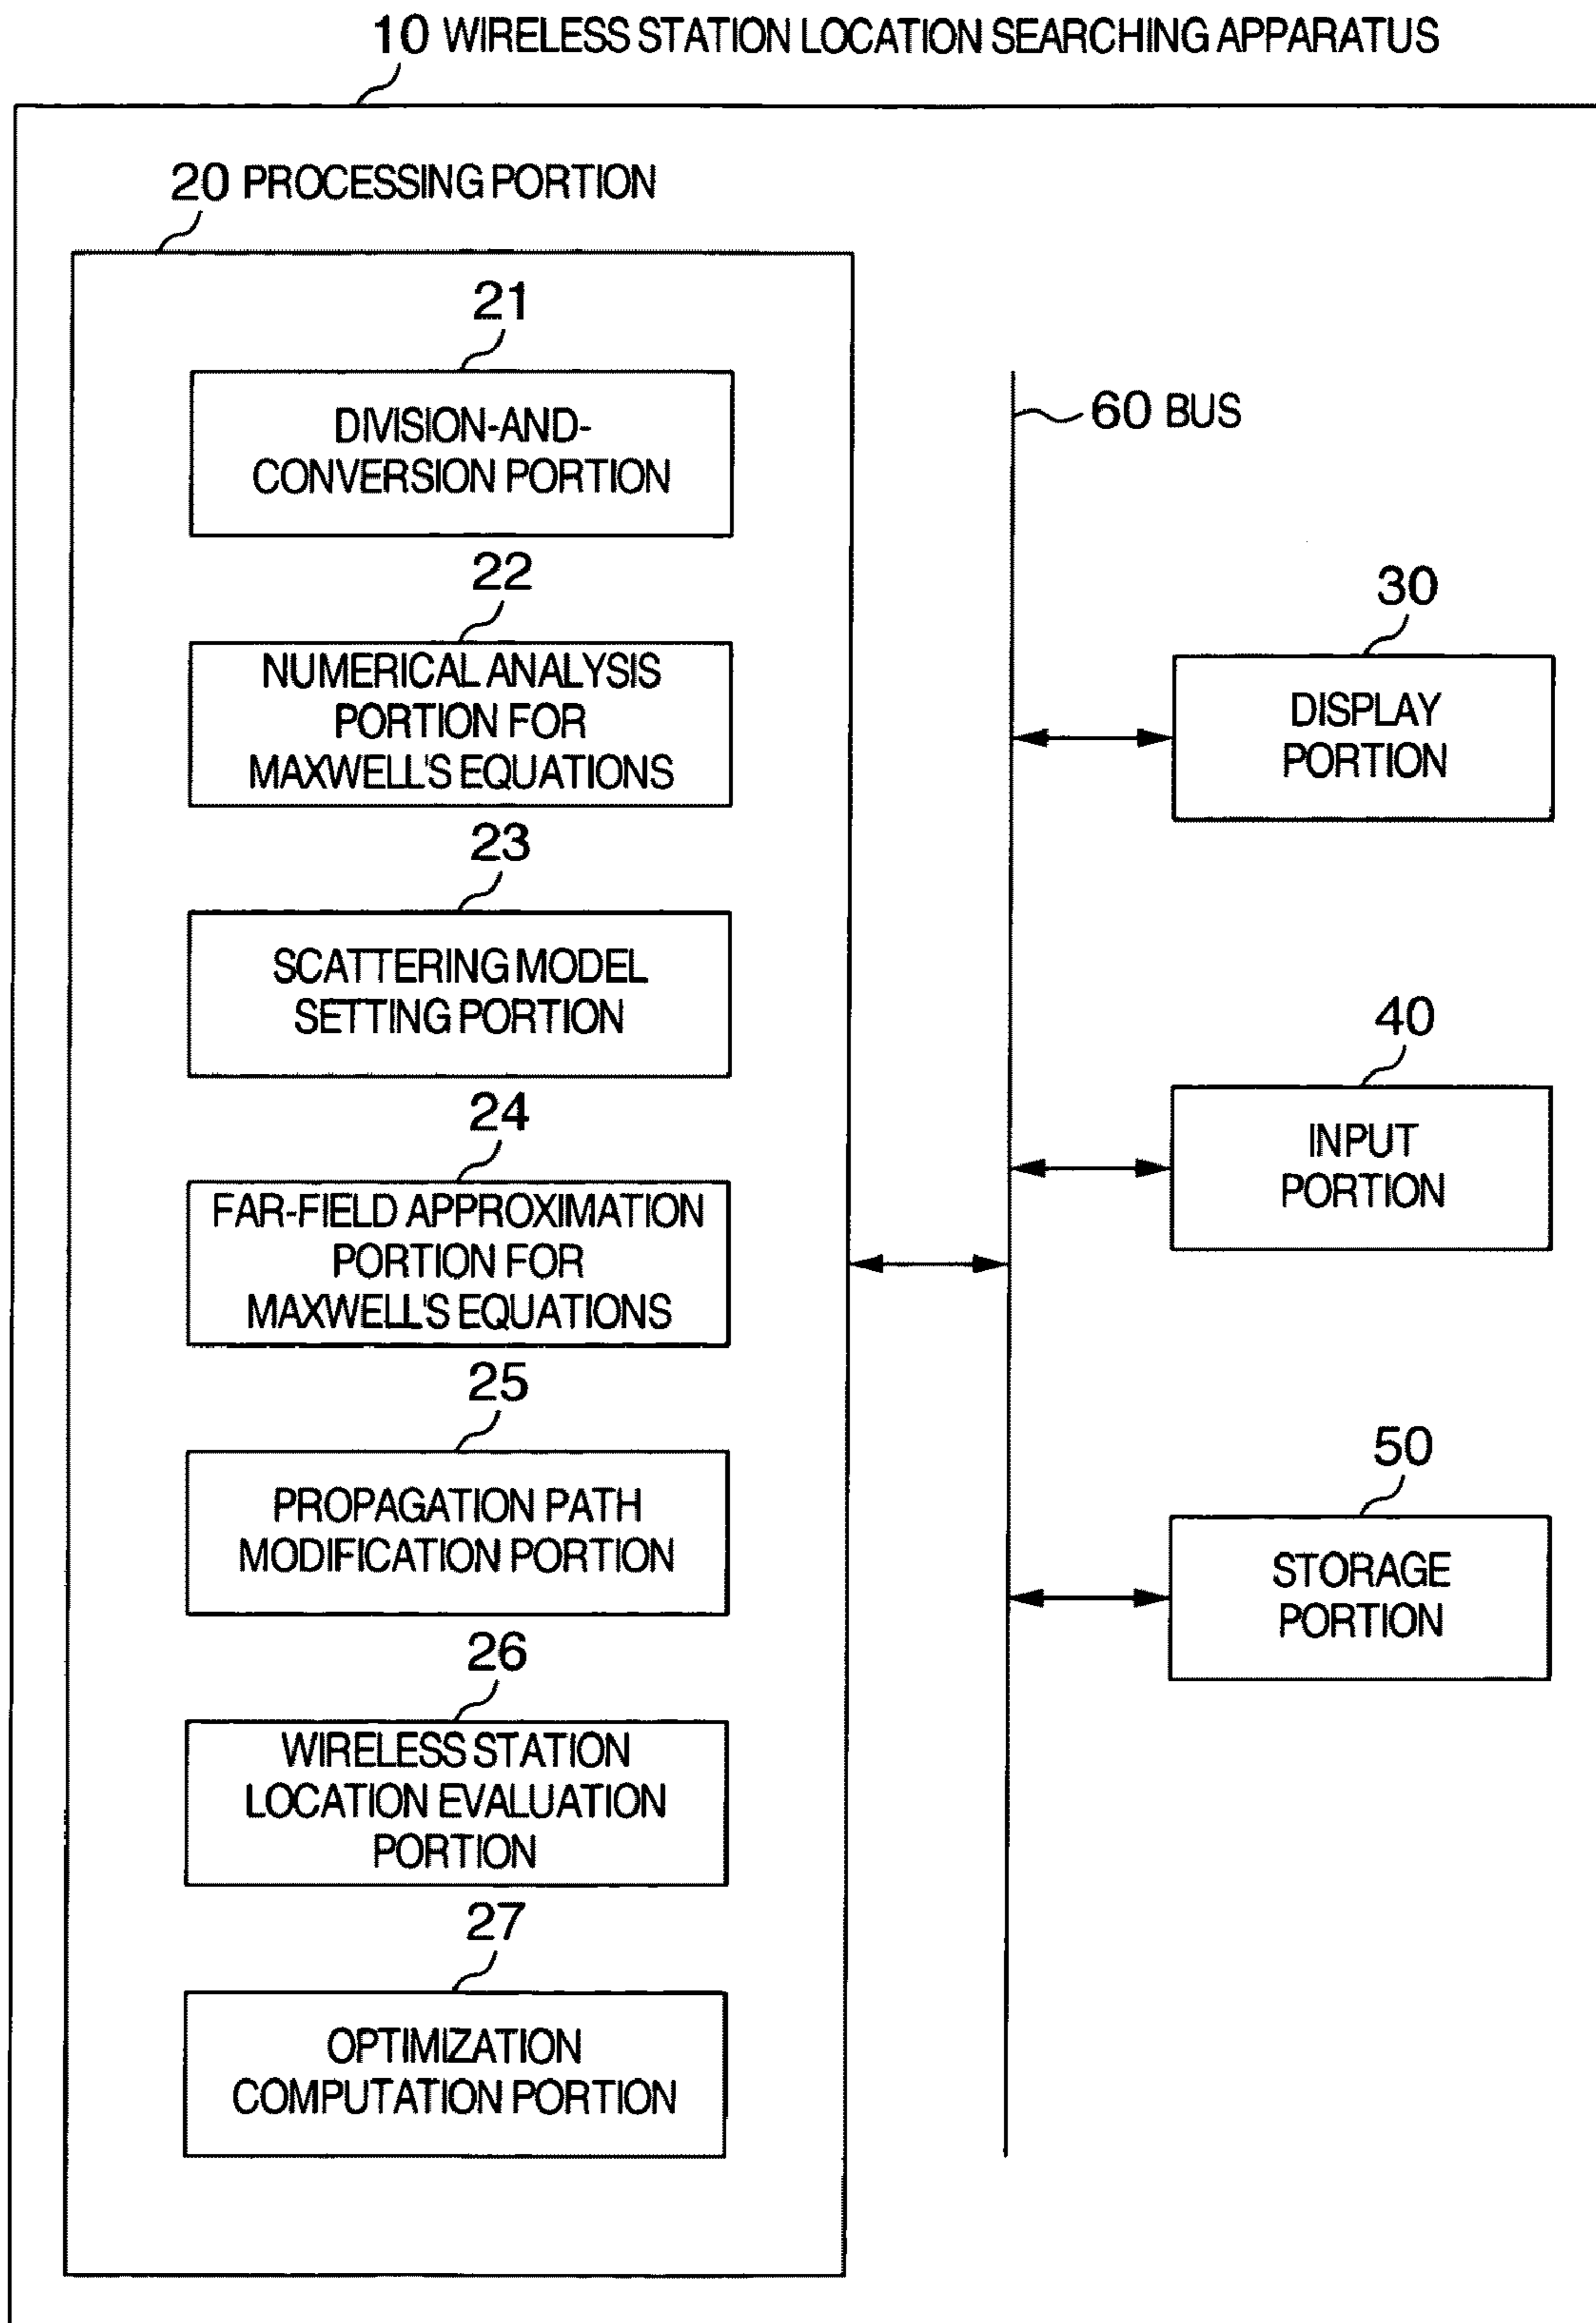 10 WIRELESS STATION LOCATION SEARCHING APPARATUS
20 PROCESSING PORTION
21
DIVISION-AND-
CONVERSION PORTION
22
NUMERICAL ANALYSIS
PORTION FOR
MAXWELL'S EQUATIONS
23
SCATTERING MODEL
SETTING PORTION
24
FAR-FIELD APPROXIMATION
PORTION FOR
MAXWELL'S EQUATIONS
25
PROPAGATION PATH
MODIFICATION PORTION
26
WIRELESS STATION
LOCATION EVALUATION
PORTION
27
OPTIMIZATION
COMPUTATION PORTION
60 BUS
30
DISPLAY
PORTION
40
INPUT
PORTION
50
STORAGE
PORTION